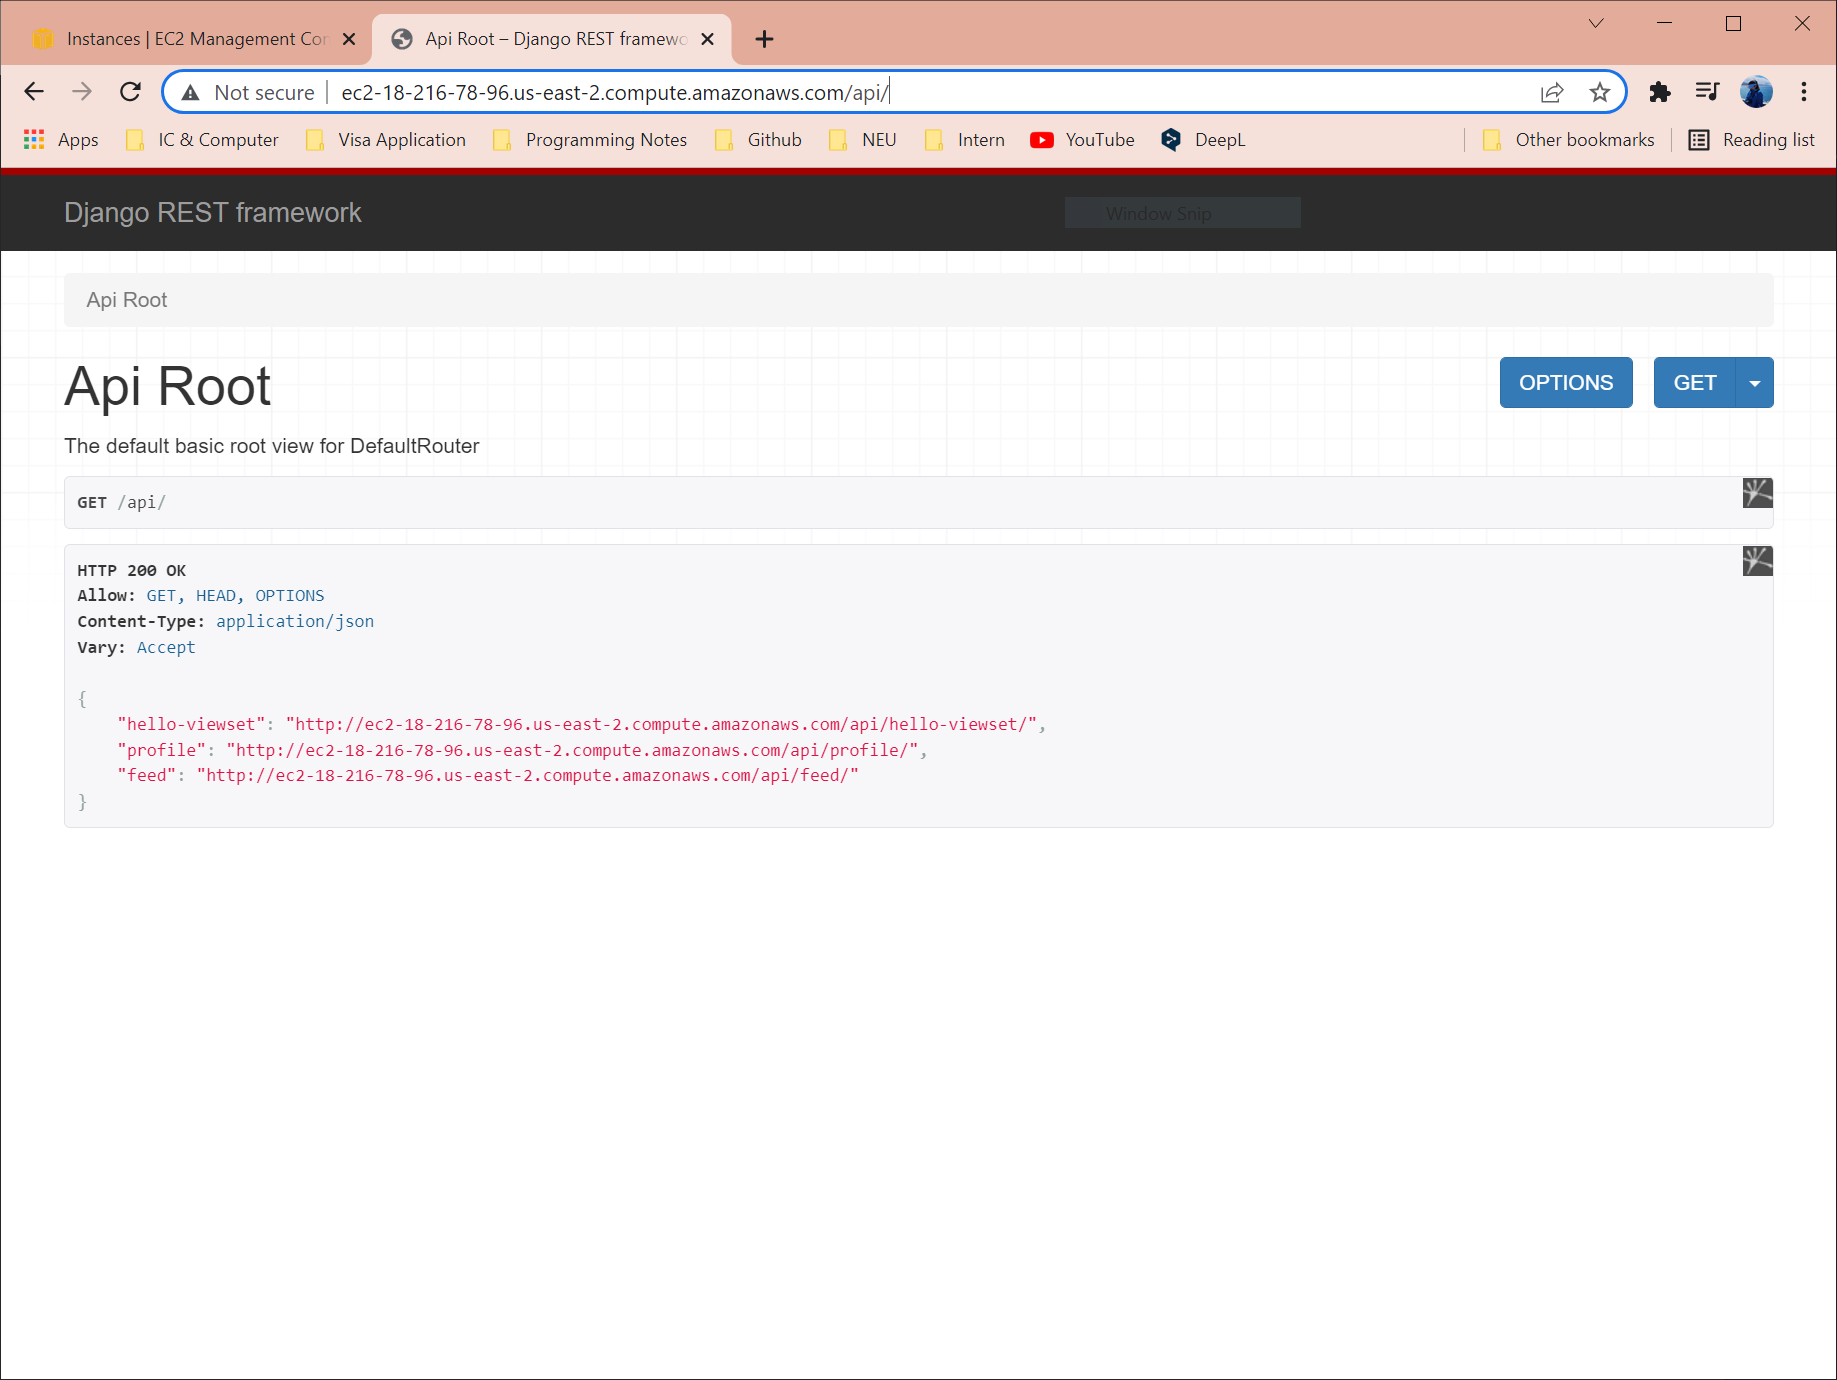 Instances | EC2 Management Con
Api Root – Django REST framewo
Not secure | ec2-18-216-78-96.us-east-2.compute.amazonaws.com/api/
Apps IC & Computer Visa Application Programming Notes Github NEU Intern YouTube DeepL Other bookmarks Reading list
Django REST framework
Window Snip
Api Root
Api Root
OPTIONS GET
The default basic root view for DefaultRouter
GET /api/
HTTP 200 OK
Allow: GET, HEAD, OPTIONS
Content-Type: application/json
Vary: Accept
{
    "hello-viewset": "http://ec2-18-216-78-96.us-east-2.compute.amazonaws.com/api/hello-viewset/",
    "profile": "http://ec2-18-216-78-96.us-east-2.compute.amazonaws.com/api/profile/",
    "feed": "http://ec2-18-216-78-96.us-east-2.compute.amazonaws.com/api/feed/"
}